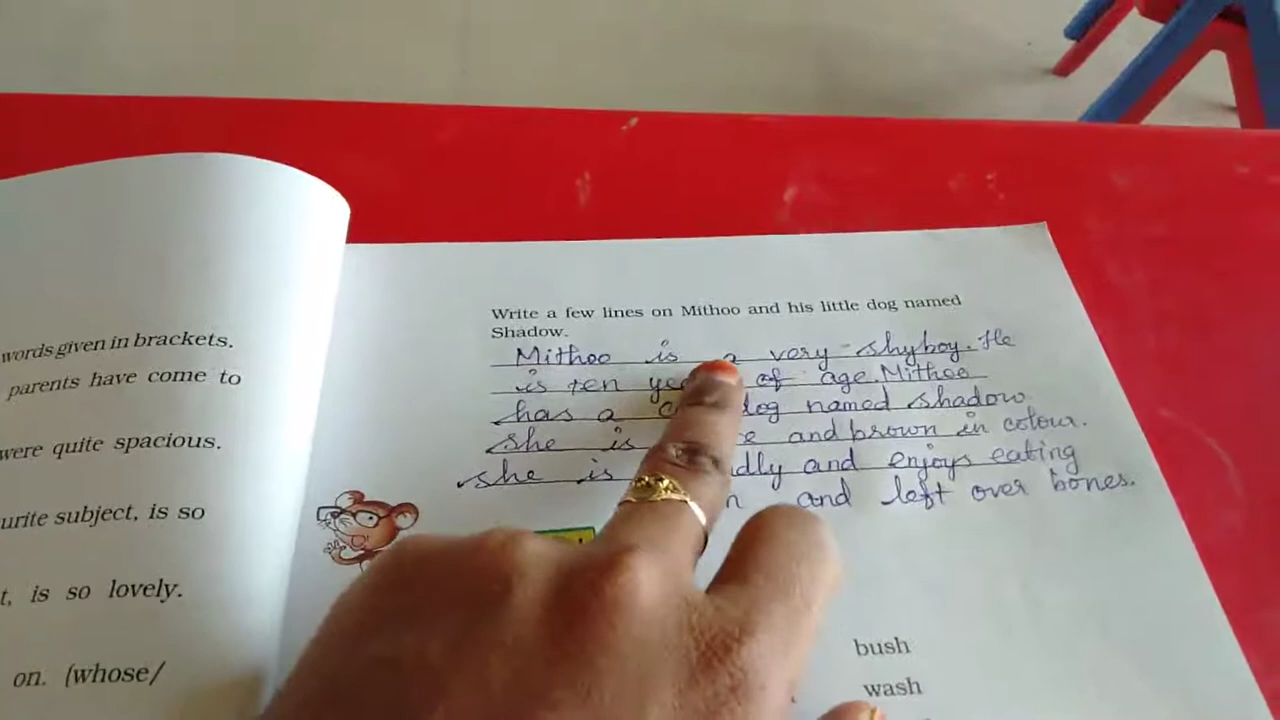 words given in brackets.
parents have come to
were quite spacious.
urite subject, is so
t, is so lovely.
on. (whose/
Write a few lines on Mithoo and his little dog named
Shadow.
Mithoo is a very shyboy. He
is ten of age. Mithoo
has a dog named shadow
she is and brown in colour.
she is and enjoys eating
and left over bones.
bush
wash